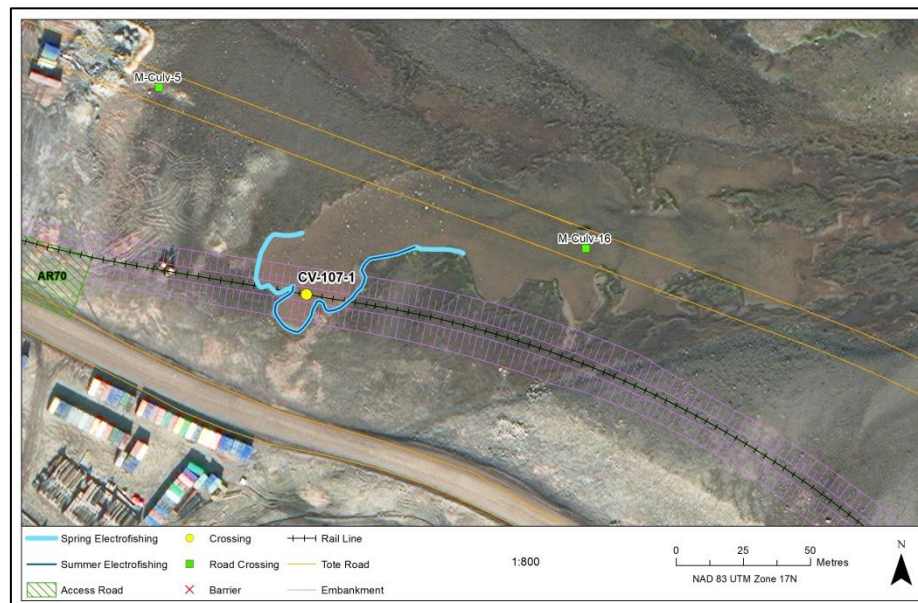 M-Culv-5
M-Culv-16
CV-107-1
AR70
Spring Electrofishing
Crossing
Rail Line
Summer Electrofishing
Road Crossing
Tote Road
Access Road
Barrier
Embankment
1:800
0 25 50
Metres
NAD 83 UTM Zone 17N
N